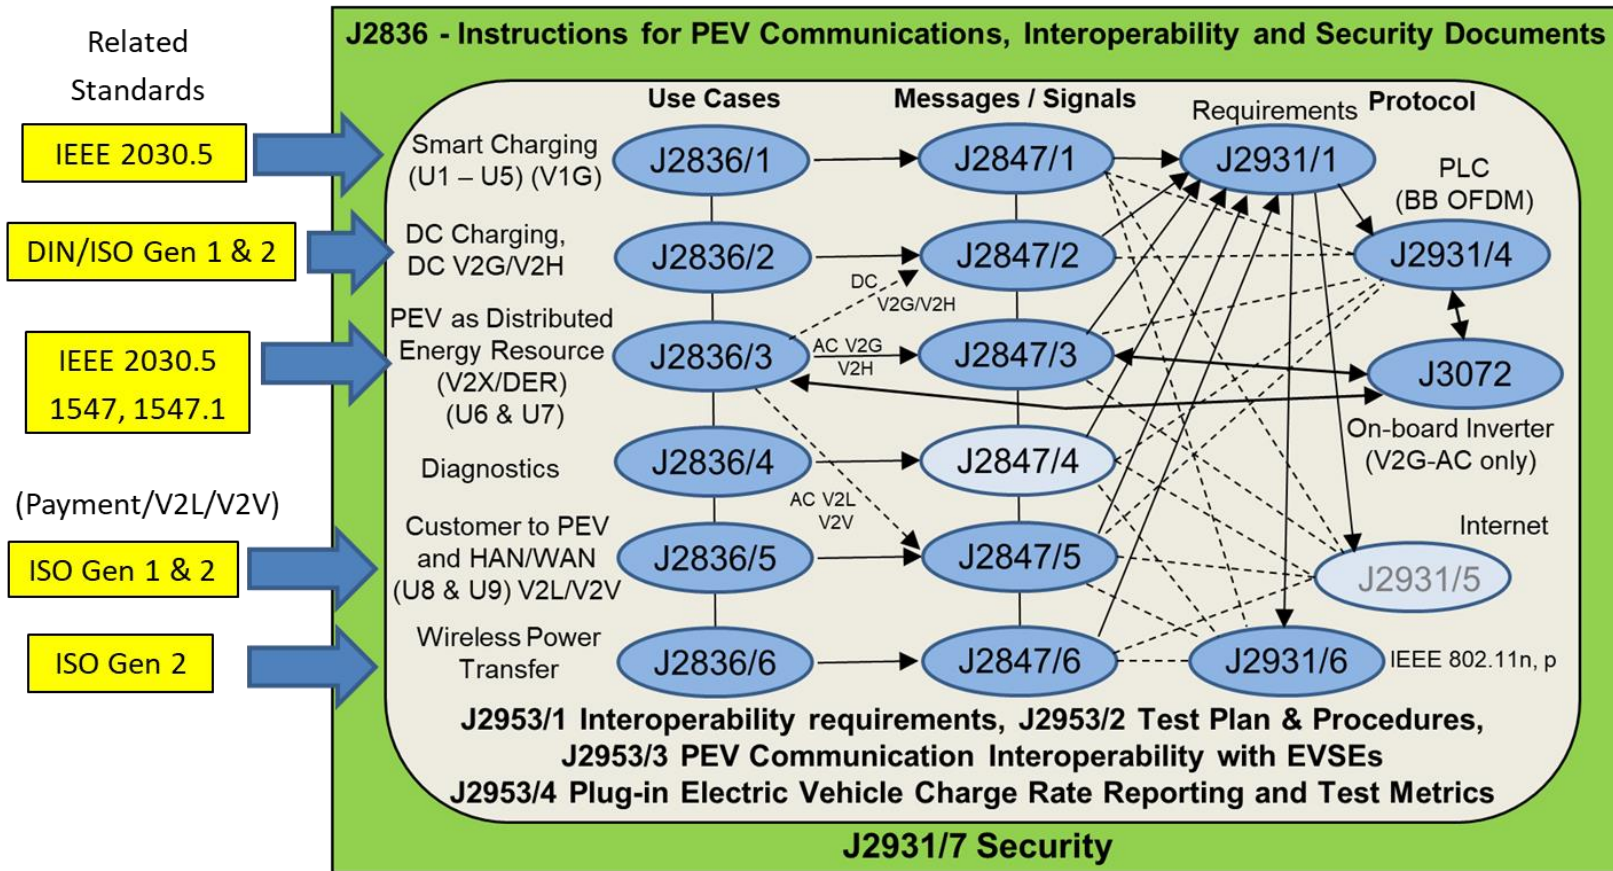 Related
Standards
IEEE 2030.5
DIN/ISO Gen 1 & 2
IEEE 2030.5
1547, 1547.1
(Payment/V2L/V2V)
ISO Gen 1 & 2
ISO Gen 2
J2836 - Instructions for PEV Communications, Interoperability and Security Documents
Use Cases
Messages / Signals
Requirements
Protocol
Smart Charging
(U1 – U5) (V1G)
J2836/1
J2847/1
J2931/1
PLC
(BB OFDM)
DC Charging,
DC V2G/V2H
J2836/2
J2847/2
J2931/4
DC
V2G/V2H
PEV as Distributed
Energy Resource
(V2X/DER)
(U6 & U7)
J2836/3
AC V2G
V2H
J2847/3
J3072
On-board Inverter
(V2G-AC only)
Diagnostics
J2836/4
J2847/4
AC V2L
V2V
Customer to PEV
and HAN/WAN
(U8 & U9) V2L/V2V
J2836/5
J2847/5
Internet
J2931/5
Wireless Power
Transfer
J2836/6
J2847/6
J2931/6
IEEE 802.11n, p
J2953/1 Interoperability requirements, J2953/2 Test Plan & Procedures,
J2953/3 PEV Communication Interoperability with EVSEs
J2953/4 Plug-in Electric Vehicle Charge Rate Reporting and Test Metrics
J2931/7 Security